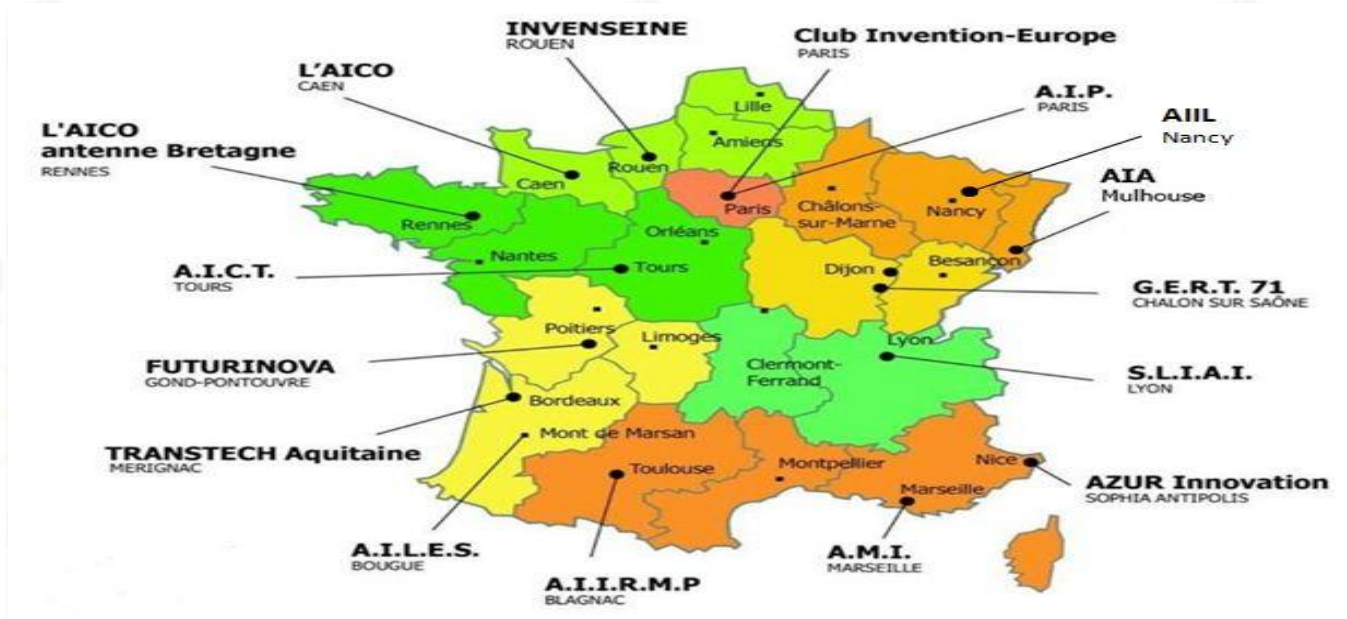 INVENSEINE
ROUEN
Club Invention-Europe
PARIS
L'AICO
CAEN
A.I.P.
PARIS
AIIL
Nancy
L'AICO
antenne Bretagne
RENNES
AIA
Mulhouse
Lille
Amiens
Rouen
Caen
Paris
Châlons-
sur-Marne
Nancy
Rennes
Orléans
Nantes
Tours
Dijon
Besançon
A.I.C.T.
TOURS
G.E.R.T. 71
CHALON SUR SAÔNE
Poitiers
Limoges
Lyon
Clermont-
Ferrand
FUTURINOVA
GOND-PONTOUVRE
S.L.I.A.I.
LYON
Bordeaux
Mont de Marsan
TRANSTECH Aquitaine
MERIGNAC
Toulouse
Montpellier
Nice
Marseille
AZUR Innovation
SOPHIA ANTIPOLIS
A.I.L.E.S.
BOUGUE
A.I.I.R.M.P
BLAGNAC
A.M.I.
MARSEILLE